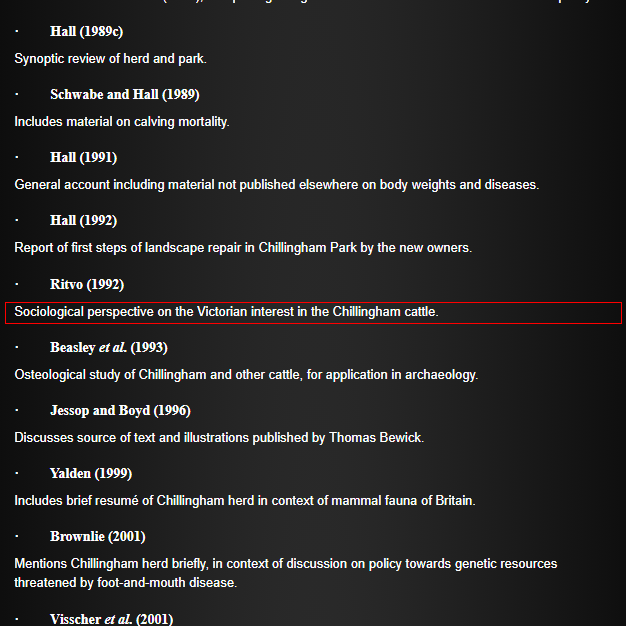 · Hall (1989c)
Synoptic review of herd and park.
· Schwabe and Hall (1989)
Includes material on calving mortality.
· Hall (1991)
General account including material not published elsewhere on body weights and diseases.
· Hall (1992)
Report of first steps of landscape repair in Chillingham Park by the new owners.
· Ritvo (1992)
Sociological perspective on the Victorian interest in the Chillingham cattle.
· Beasley et al. (1993)
Osteological study of Chillingham and other cattle, for application in archaeology.
· Jessop and Boyd (1996)
Discusses source of text and illustrations published by Thomas Bewick.
· Yalden (1999)
Includes brief resumé of Chillingham herd in context of mammal fauna of Britain.
· Brownlie (2001)
Mentions Chillingham herd briefly, in context of discussion on policy towards genetic resources
threatened by foot-and-mouth disease.
· Visscher et al. (2001)